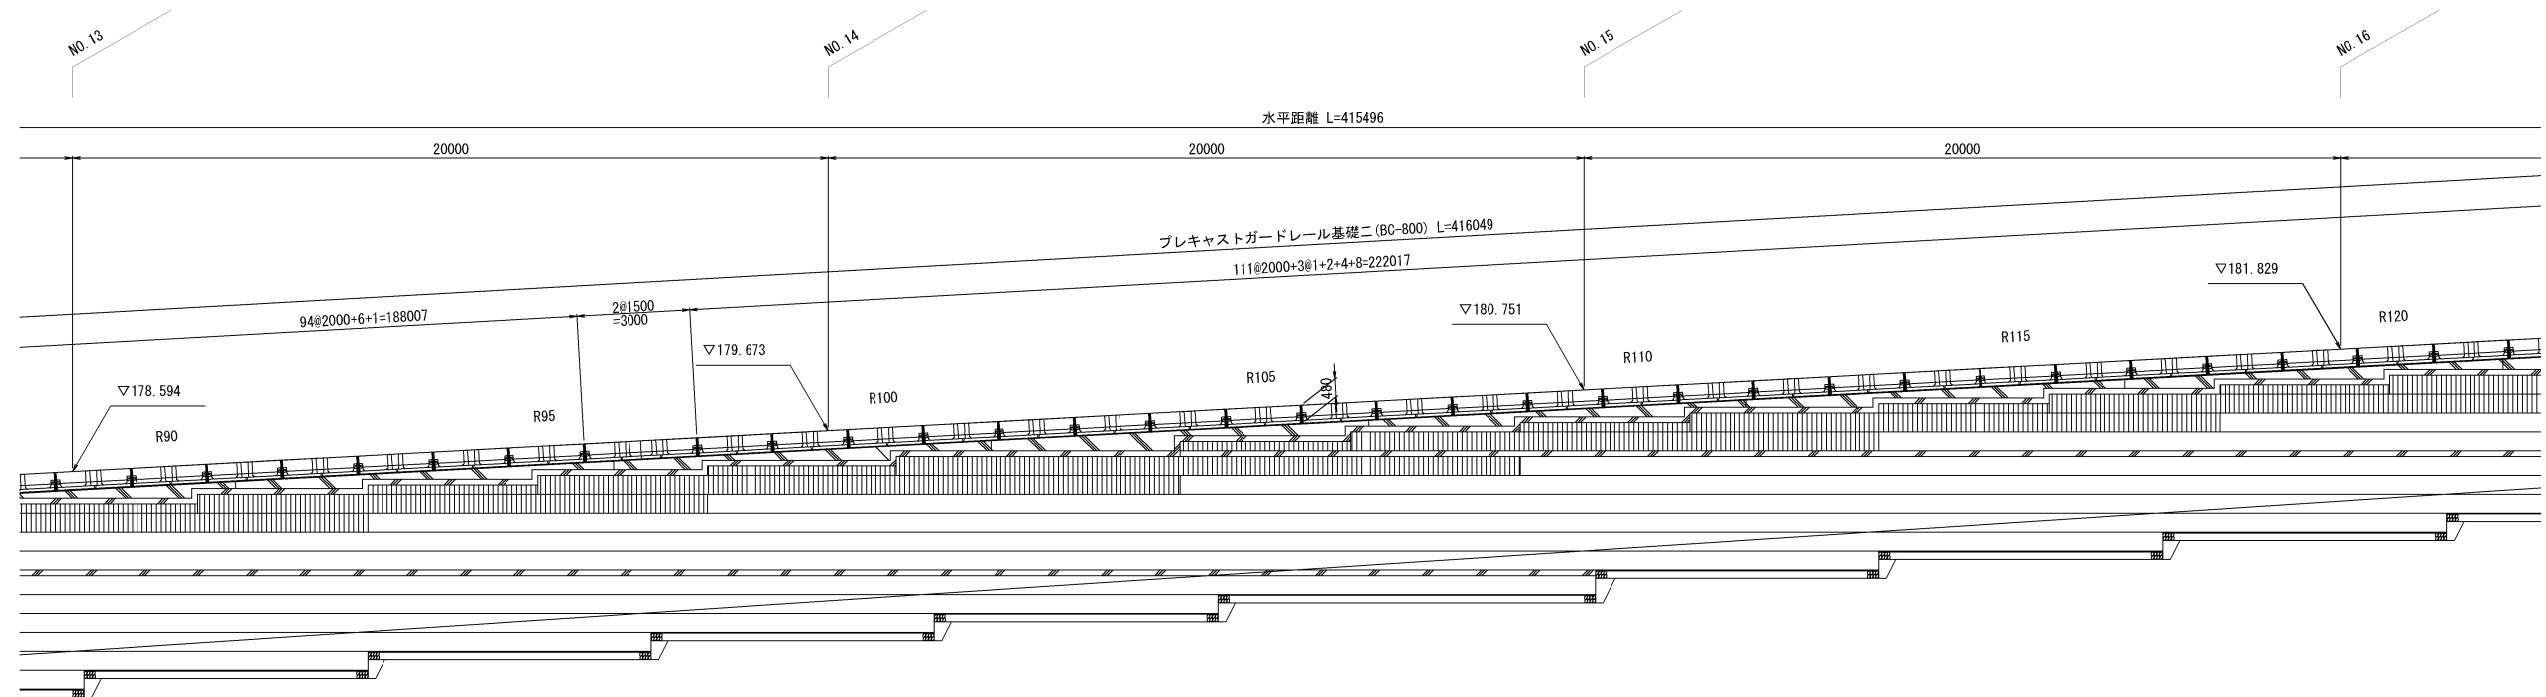 NO.13
NO.14
NO.15
NO.16
水平距離 L=415496
20000
20000
20000
プレキャストガードレール基礎二(BC-800) L=416049
111@2000+3@1+2+4+8=222017
94@2000+6+1=188007
2@1500
=3000
▽181.829
▽180.751
▽179.673
▽178.594
R120
R115
R110
R105
R100
R95
R90
480